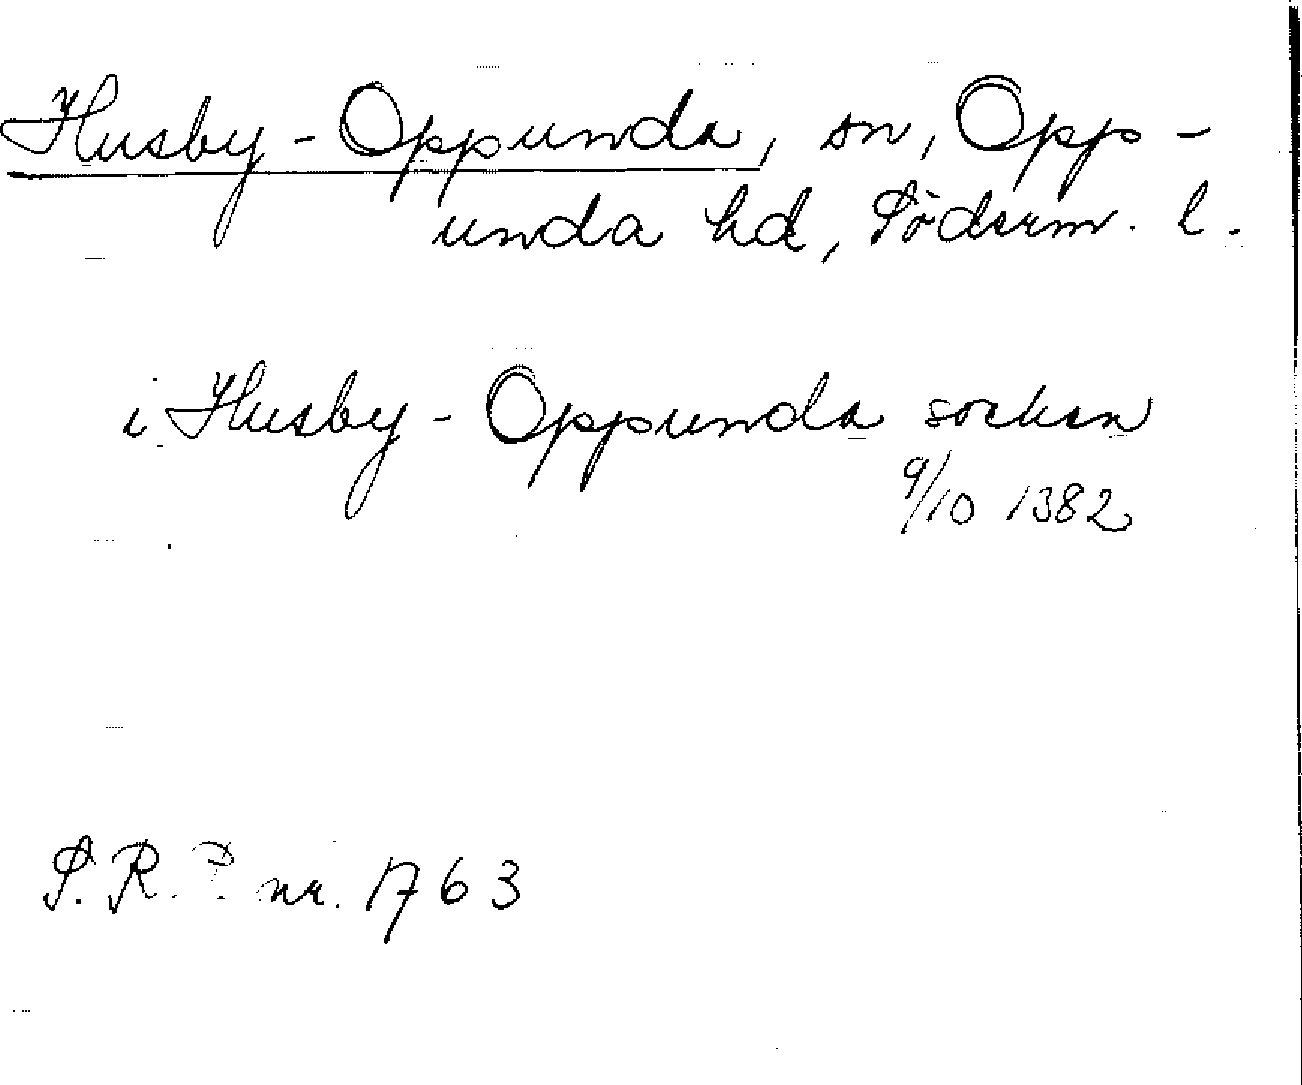 Husby-Oppunda, sn, Opp-
unda hd, Söderm. l.
i Husby-Oppunda socken
9/10 1382
S.R.P. nr. 1763